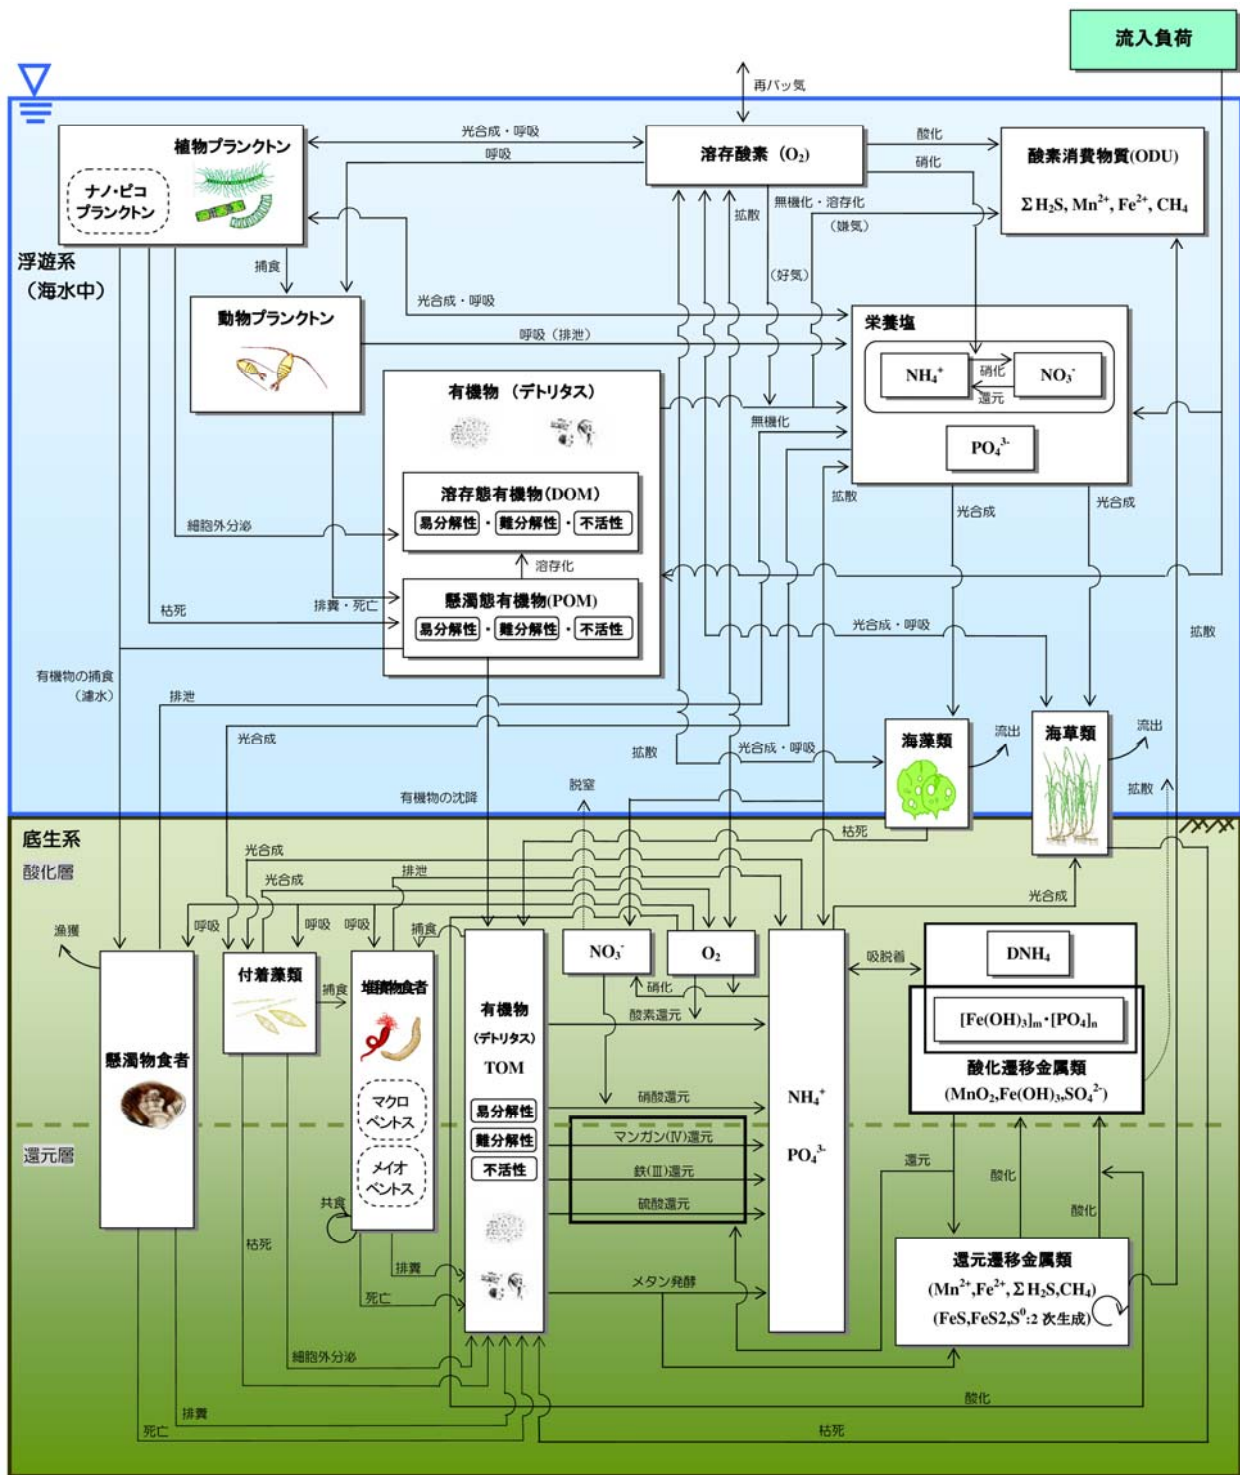 流入負荷
再バッ気
植物プランクトン
ナノ・ピコ
プランクトン
光合成・呼吸
呼吸
溶存酸素 (O₂)
酸化
硝化
酸素消費物質(ODU)
ΣH₂S, Mn²⁺, Fe²⁺, CH₄
拡散
無機化・溶存化
(嫌気)
(好気)
浮遊系
(海水中)
捕食
動物プランクトン
光合成・呼吸
呼吸(排泄)
栄養塩
NH₄⁺
硝化
還元
NO₃⁻
PO₄³⁻
有機物 (デトリタス)
無機化
拡散
溶存態有機物(DOM)
易分解性・難分解性・不活性
細胞外分泌
溶存化
懸濁態有機物(POM)
易分解性・難分解性・不活性
排糞・死亡
枯死
光合成
光合成
光合成・呼吸
拡散
有機物の捕食
(濾水)
排泄
光合成
拡散
光合成・呼吸
海藻類
流出
海草類
流出
拡散
有機物の沈降
脱窒
底生系
酸化層
枯死
光合成
光合成
排泄
光合成
漁獲
呼吸
呼吸
呼吸
捕食
付着藻類
捕食
堆積物食者
マクロ
ベントス
メイオ
ベントス
共食
懸濁物食者
有機物
(デトリタス)
TOM
易分解性
難分解性
不活性
NO₃⁻
O₂
硝化
酸素還元
硝酸還元
マンガン(Ⅳ)還元
鉄(Ⅲ)還元
硫酸還元
メタン発酵
NH₄⁺
PO₄³⁻
吸脱着
DNH₄
[Fe(OH)₃]m・[PO₄]n
酸化遷移金属類
(MnO₂,Fe(OH)₃,SO₄²⁻)
還元層
還元
酸化
酸化
還元遷移金属類
(Mn²⁺,Fe²⁺,ΣH₂S,CH₄)
(FeS,FeS2,S⁰:2 次生成)
枯死
排糞
死亡
細胞外分泌
排糞
死亡
酸化
枯死